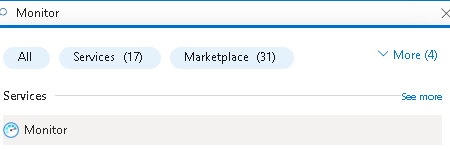 Monitor
All Services (17) Marketplace (31) More (4)
Services See more
Monitor